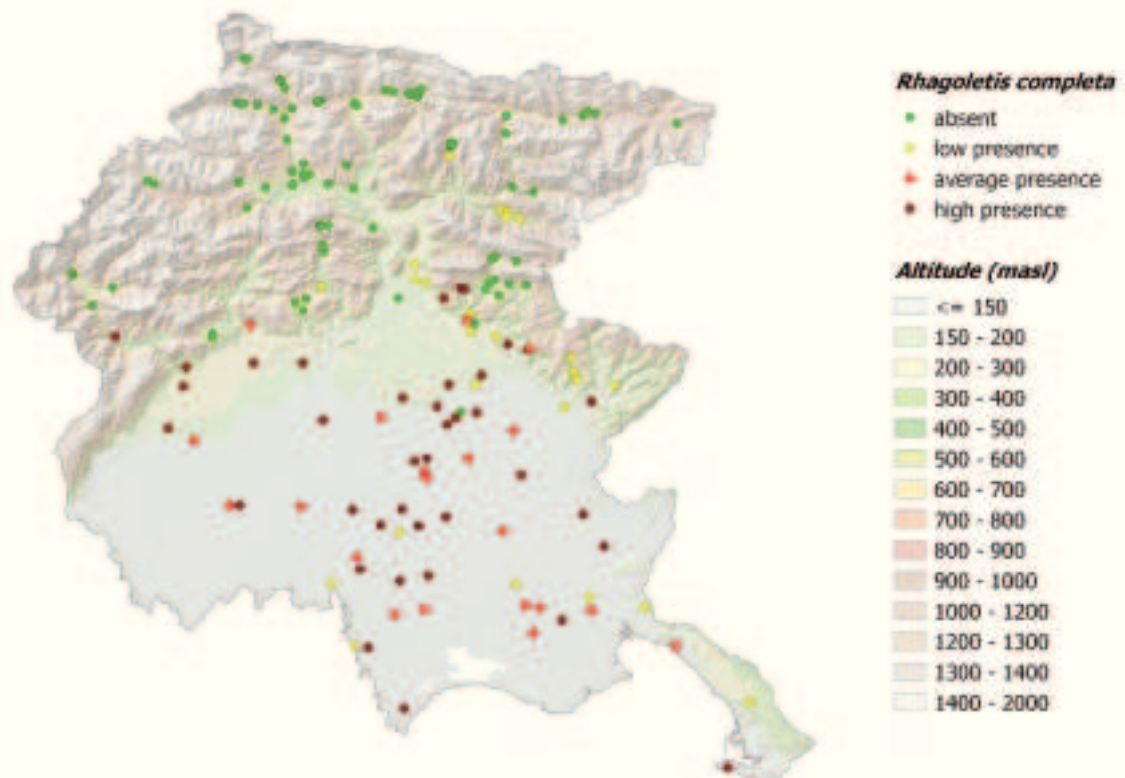 Rhagoletis completa
absent
low presence
average presence
high presence
Altitude (masl)
<= 150
150 - 200
200 - 300
300 - 400
400 - 500
500 - 600
600 - 700
700 - 800
800 - 900
900 - 1000
1000 - 1200
1200 - 1300
1300 - 1400
1400 - 2000